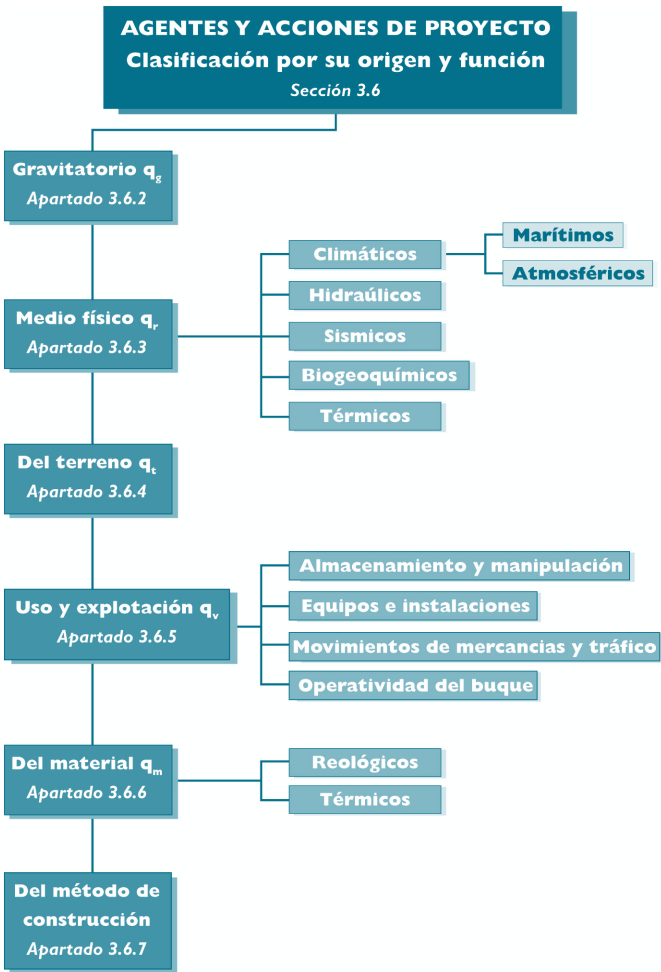 AGENTES Y ACCIONES DE PROYECTO
Clasificación por su origen y función
Sección 3.6
Gravitatorio qg
Apartado 3.6.2
Medio físico qr
Apartado 3.6.3
Climáticos
Marítimos
Atmosféricos
Hidraúlicos
Sísmicos
Biogeoquímicos
Térmicos
Del terreno qt
Apartado 3.6.4
Uso y explotación qv
Apartado 3.6.5
Almacenamiento y manipulación
Equipos e instalaciones
Movimientos de mercancias y tráfico
Operatividad del buque
Del material qm
Apartado 3.6.6
Reológicos
Térmicos
Del método de
construcción
Apartado 3.6.7